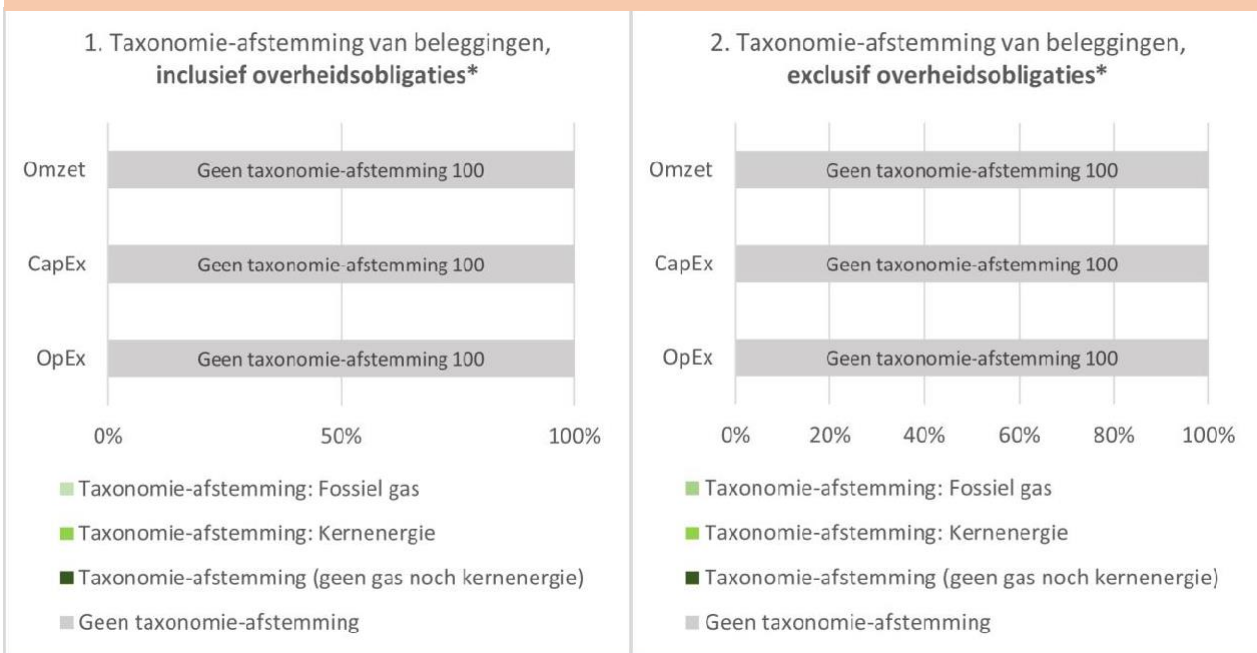 1. Taxonomie-afstemming van beleggingen,
inclusief overheidsobligaties*
Omzet
Geen taxonomie-afstemming 100
CapEx
Geen taxonomie-afstemming 100
OpEx
Geen taxonomie-afstemming 100
0% 50% 100%
Taxonomie-afstemming: Fossiel gas
Taxonomie-afstemming: Kernenergie
Taxonomie-afstemming (geen gas noch kernenergie)
Geen taxonomie-afstemming
2. Taxonomie-afstemming van beleggingen,
exclusif overheidsobligaties*
Omzet
Geen taxonomie-afstemming 100
CapEx
Geen taxonomie-afstemming 100
OpEx
Geen taxonomie-afstemming 100
0% 20% 40% 60% 80% 100%
Taxonomie-afstemming: Fossiel gas
Taxonomie-afstemming: Kernenergie
Taxonomie-afstemming (geen gas noch kernenergie)
Geen taxonomie-afstemming